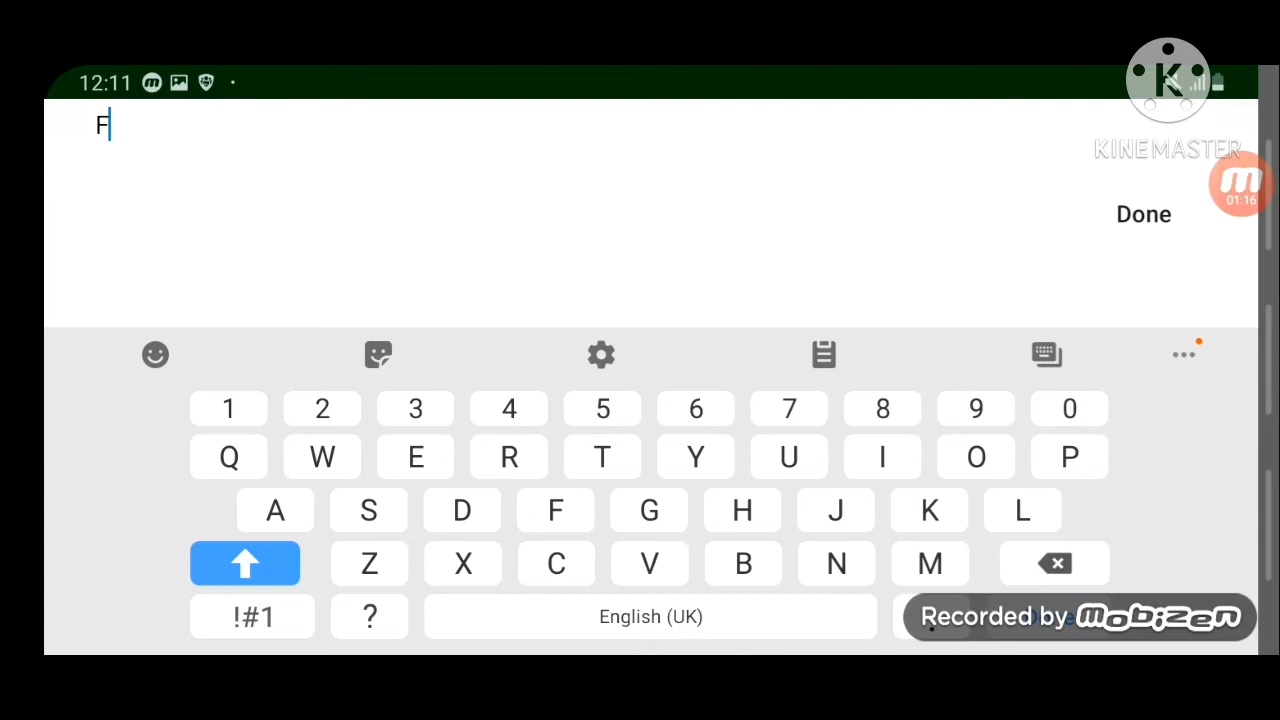 12:11
K
KINEMASTER
F
m
01:16
Done
1 2 3 4 5 6 7 8 9 0
Q W E R T Y U I O P
A S D F G H J K L
Z X C V B N M
!#1 ? English (UK)
Recorded by mobizen